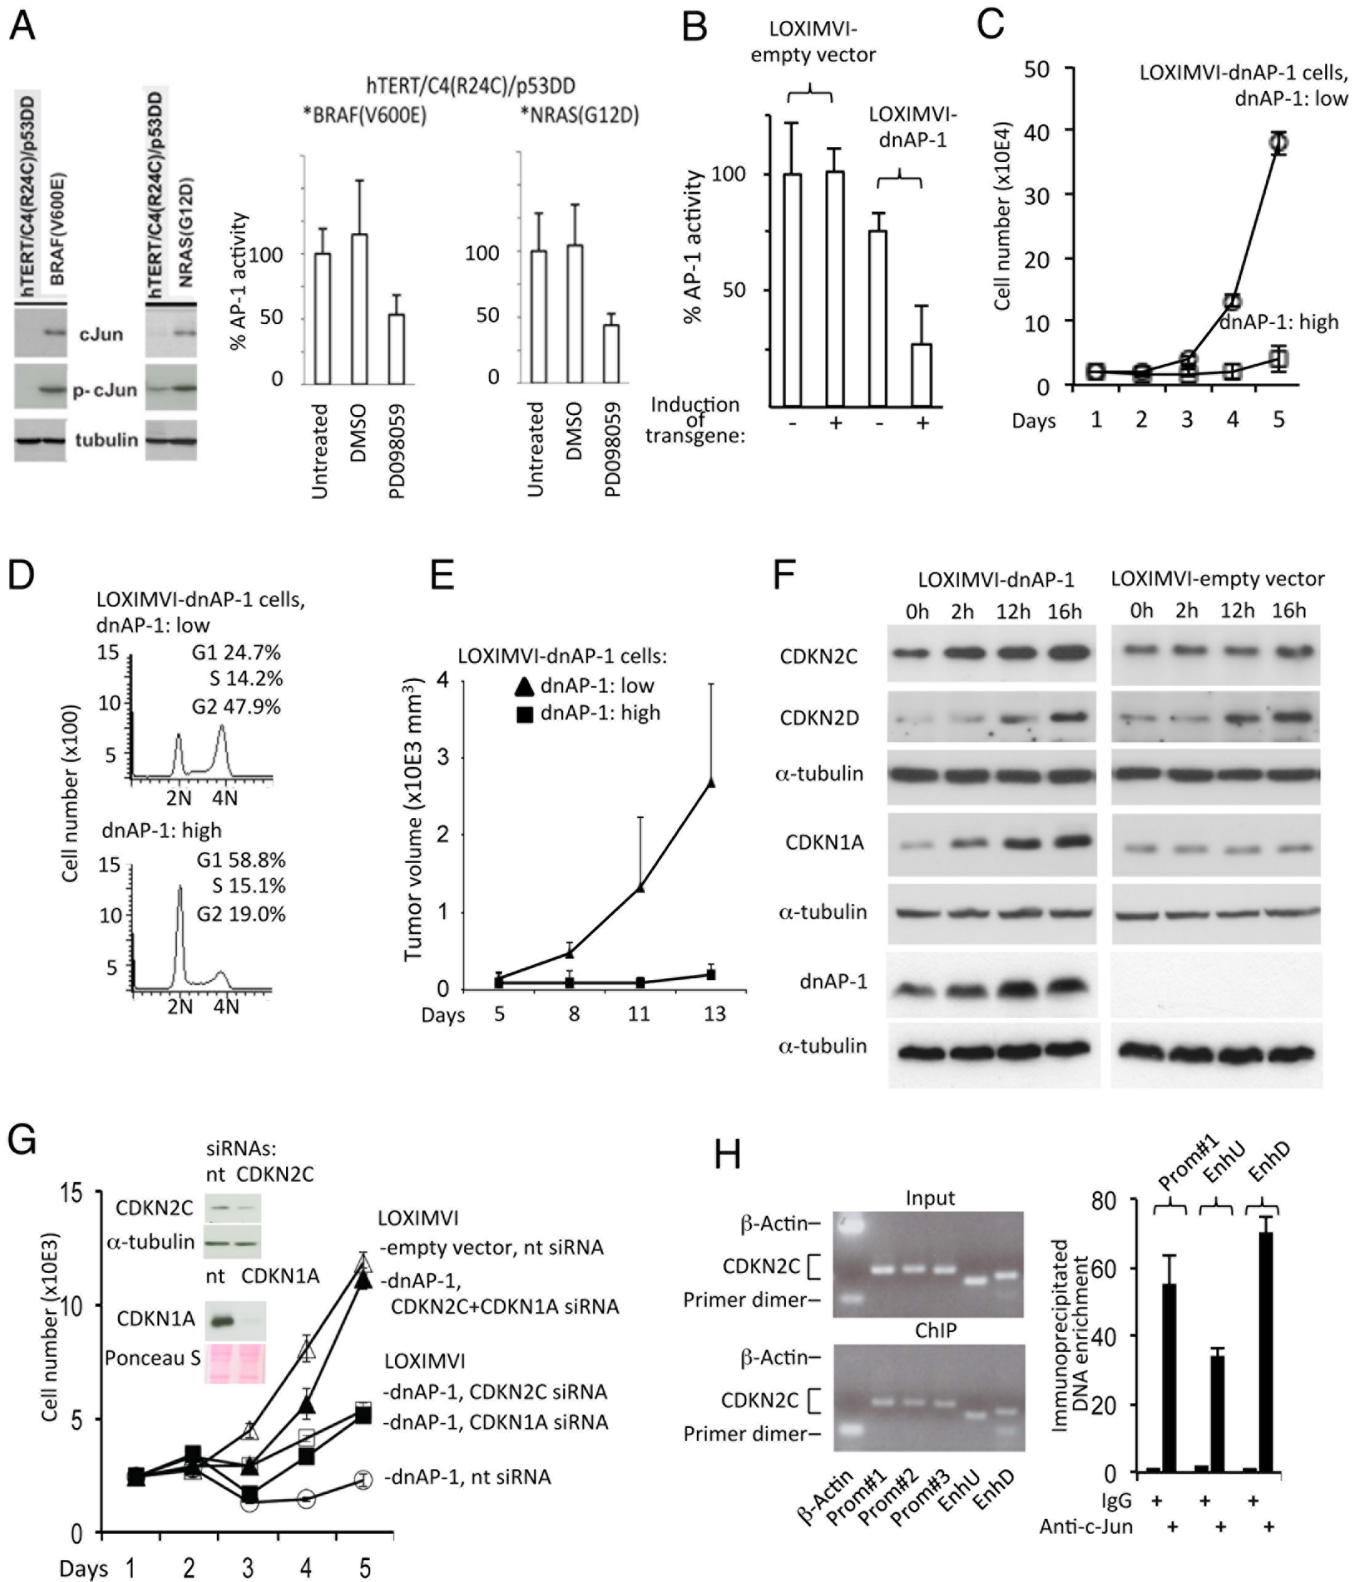 A
hTERT/C4(R24C)/p53DD
BRAF(V600E)
hTERT/C4(R24C)/p53DD
NRAS(G12D)
cJun
p-cJun
tubulin
hTERT/C4(R24C)/p53DD
*BRAF(V600E)
*NRAS(G12D)
% AP-1 activity
100
50
0
100
50
0
Untreated
DMSO
PD098059
Untreated
DMSO
PD098059
B
LOXIMVI-
empty vector
LOXIMVI-
dnAP-1
% AP-1 activity
100
50
Induction
of
transgene:
- + - +
C
LOXIMVI-dnAP-1 cells,
dnAP-1: low
dnAP-1: high
Cell number (x10E4)
50
40
30
20
10
0
Days 1 2 3 4 5
D
LOXIMVI-dnAP-1 cells,
dnAP-1: low
15
10
5
G1 24.7%
S 14.2%
G2 47.9%
2N 4N
dnAP-1: high
15
10
5
G1 58.8%
S 15.1%
G2 19.0%
2N 4N
Cell number (x100)
E
LOXIMVI-dnAP-1 cells:
dnAP-1: low
dnAP-1: high
Tumor volume (x10E3 mm³)
4
3
2
1
0
Days 5 8 11 13
F
LOXIMVI-dnAP-1 LOXIMVI-empty vector
0h 2h 12h 16h 0h 2h 12h 16h
CDKN2C
CDKN2D
α-tubulin
CDKN1A
α-tubulin
dnAP-1
α-tubulin
G
siRNAs:
nt CDKN2C
CDKN2C
α-tubulin
nt CDKN1A
CDKN1A
Ponceau S
Cell number (x10E3)
15
10
5
0
Days 1 2 3 4 5
LOXIMVI
-empty vector, nt siRNA
-dnAP-1,
CDKN2C+CDKN1A siRNA
LOXIMVI
-dnAP-1, CDKN2C siRNA
-dnAP-1, CDKN1A siRNA
-dnAP-1, nt siRNA
H
Input
β-Actin
CDKN2C
Primer dimer
ChIP
β-Actin
CDKN2C
Primer dimer
β-Actin
Prom#1
Prom#2
Prom#3
EnhU
EnhD
Prom#1
EnhU
EnhD
Immunoprecipitated
DNA enrichment
80
60
40
20
0
IgG + + +
Anti-c-Jun + + +